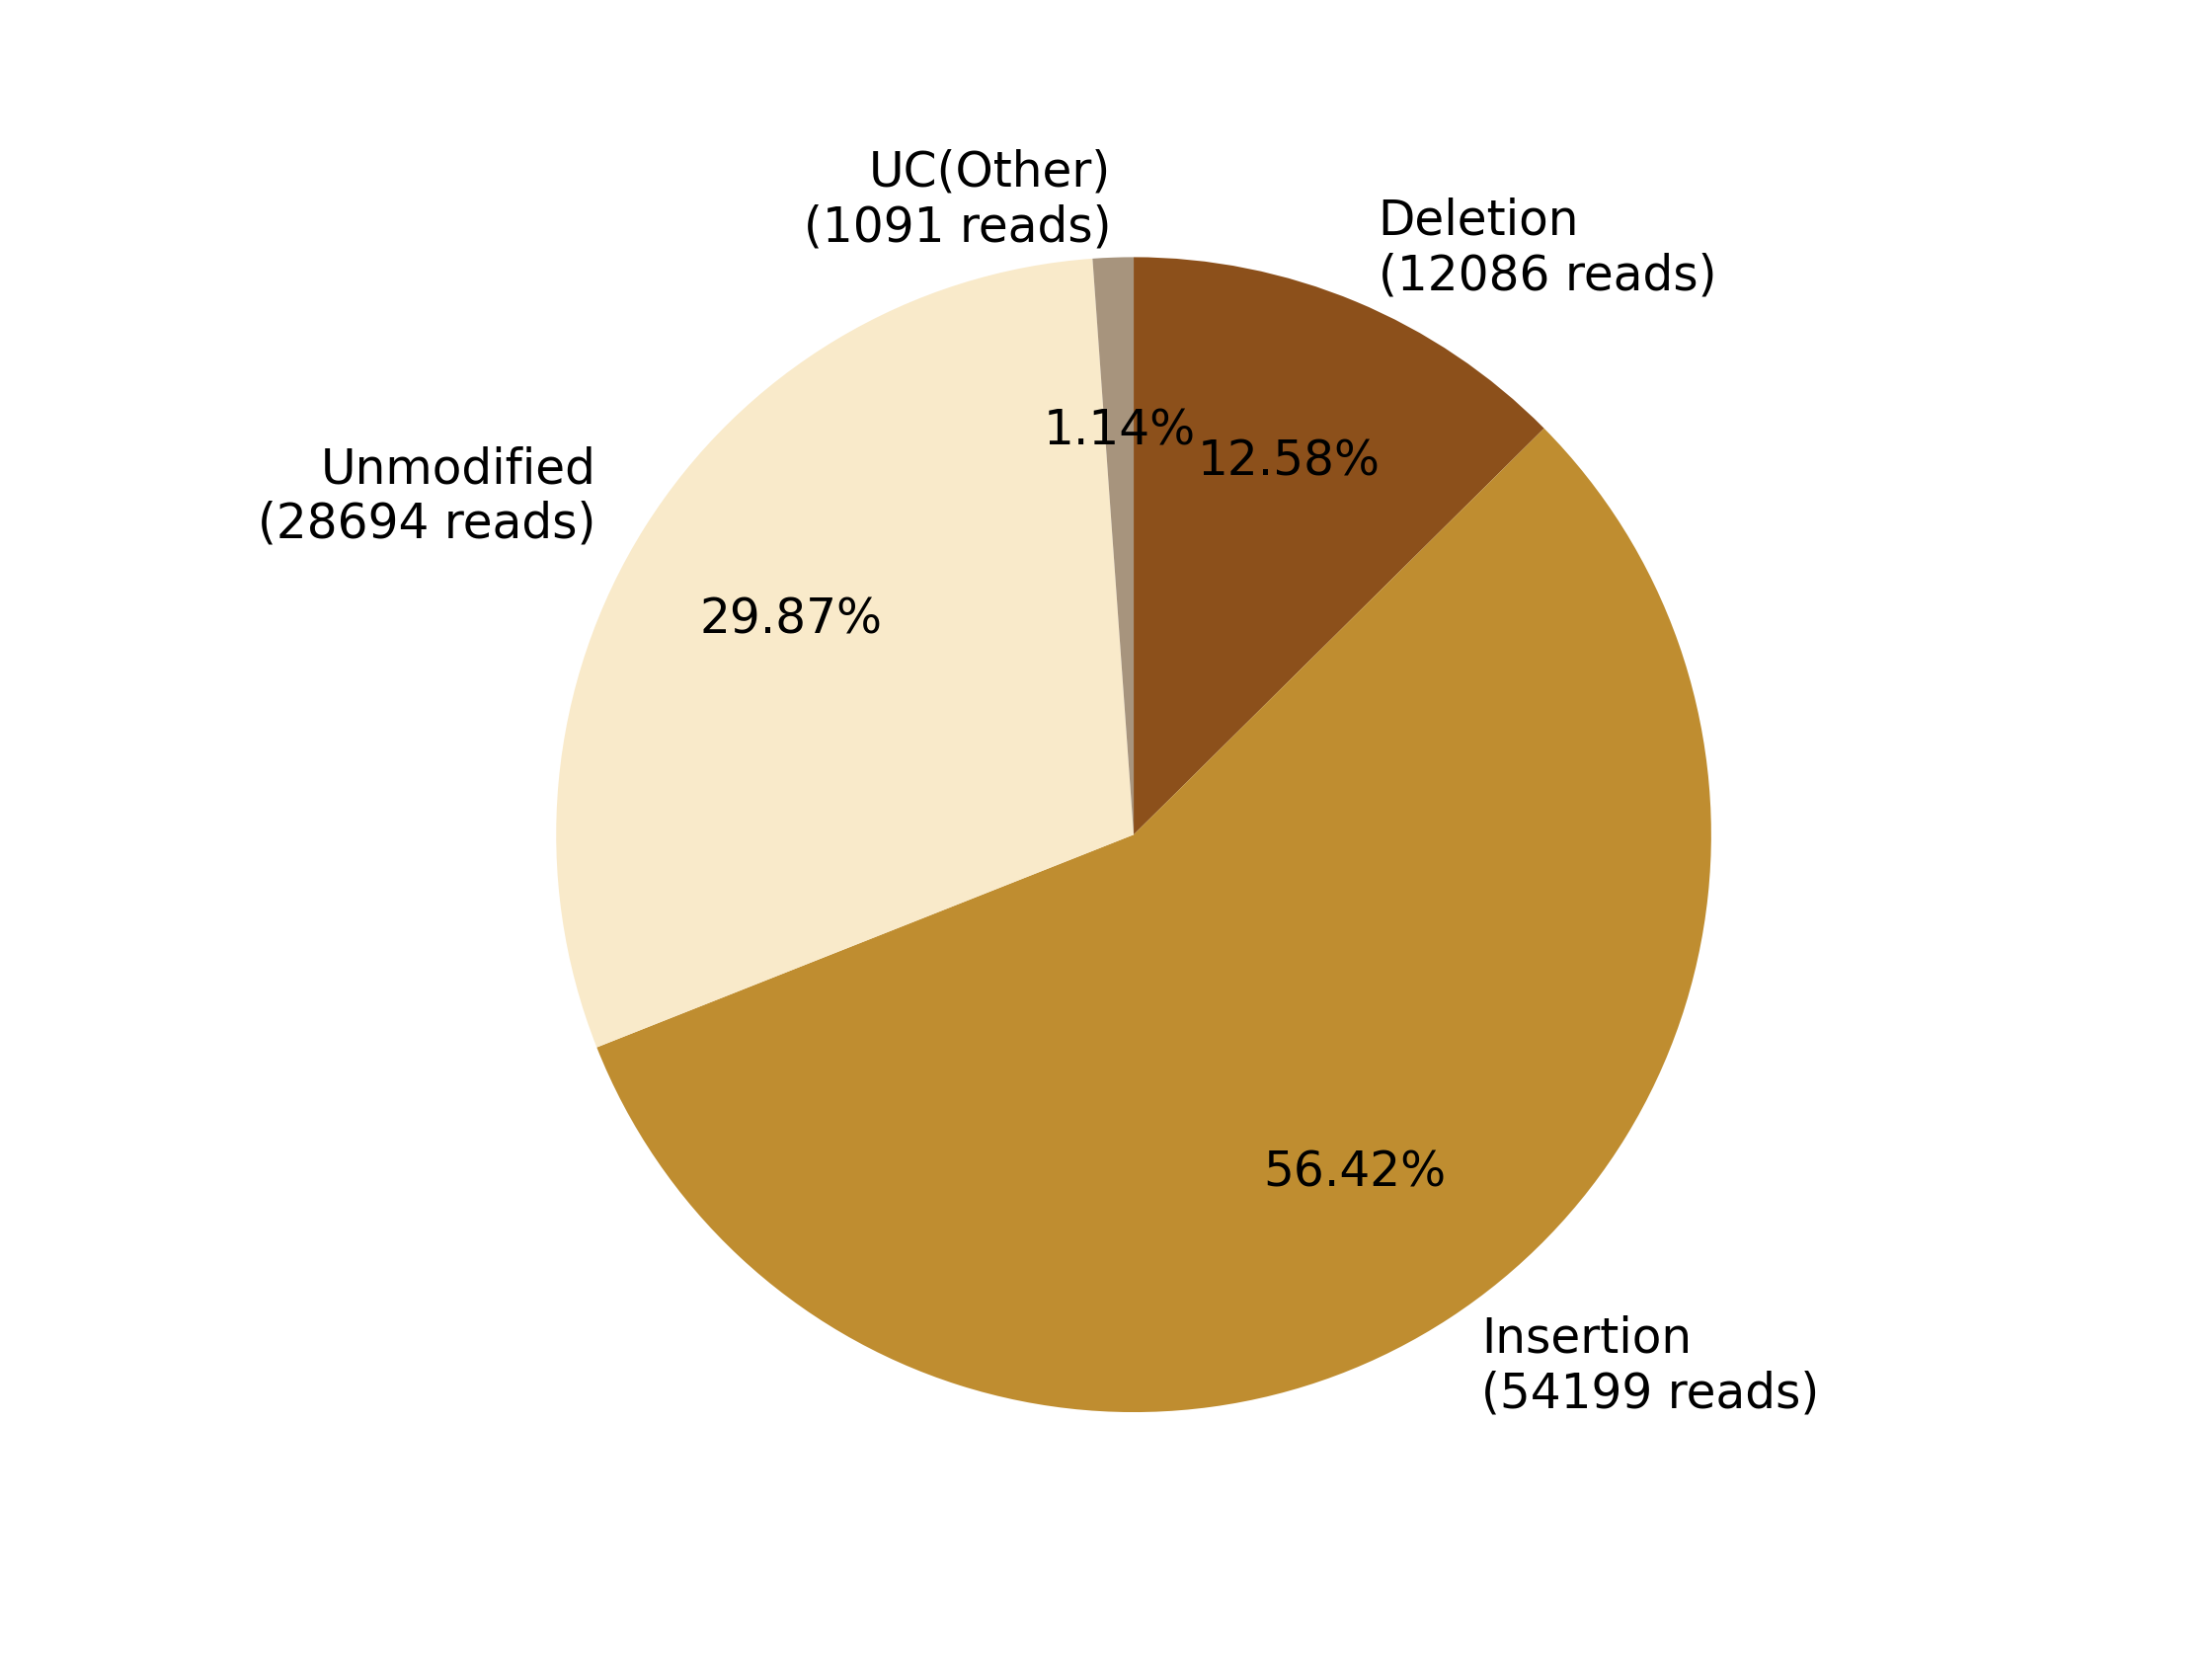 UC(Other)
(1091 reads)
Deletion
(12086 reads)
Unmodified
(28694 reads)
1.14%
12.58%
29.87%
56.42%
Insertion
(54199 reads)